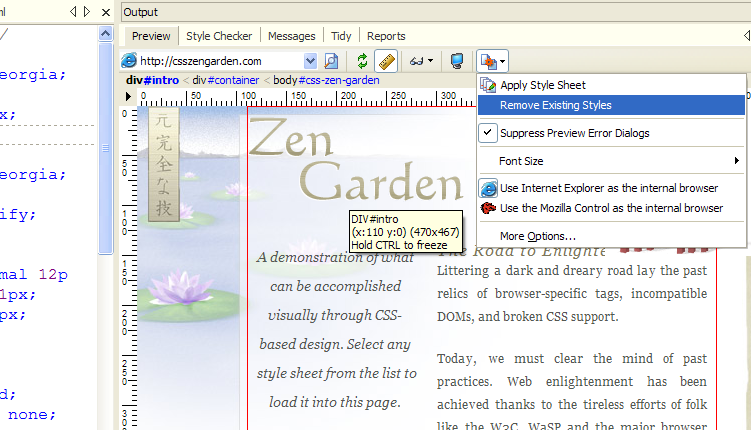 ml
Output
/
Preview Style Checker Messages Tidy Reports
http://csszengarden.com
eorgia;
div#intro < div#container < body#css-zen-garden
Apply Style Sheet
0 50 100 150 200 250 300
Remove Existing Styles
x;
0
元完全な技
Zen
Garden
Suppress Preview Error Dialogs
50
Font Size
eorgia;
Use Internet Explorer as the internal browser
ify;
100
DIV#intro
(x:110 y:0) (470x467)
Hold CTRL to freeze
Use the Mozilla Control as the internal browser
More Options...
A demonstration of what
can be accomplished
visually through CSS-
based design. Select any
style sheet from the list to
load it into this page.
The Road to Enlighte
Littering a dark and dreary road lay the past
relics of browser-specific tags, incompatible
DOMs, and broken CSS support.
Today, we must clear the mind of past
practices. Web enlightenment has been
achieved thanks to the tireless efforts of folk
like the W3C, WaSP and the major browser
150
mal 12p
1px;
px;
200
250
d;
300
none;